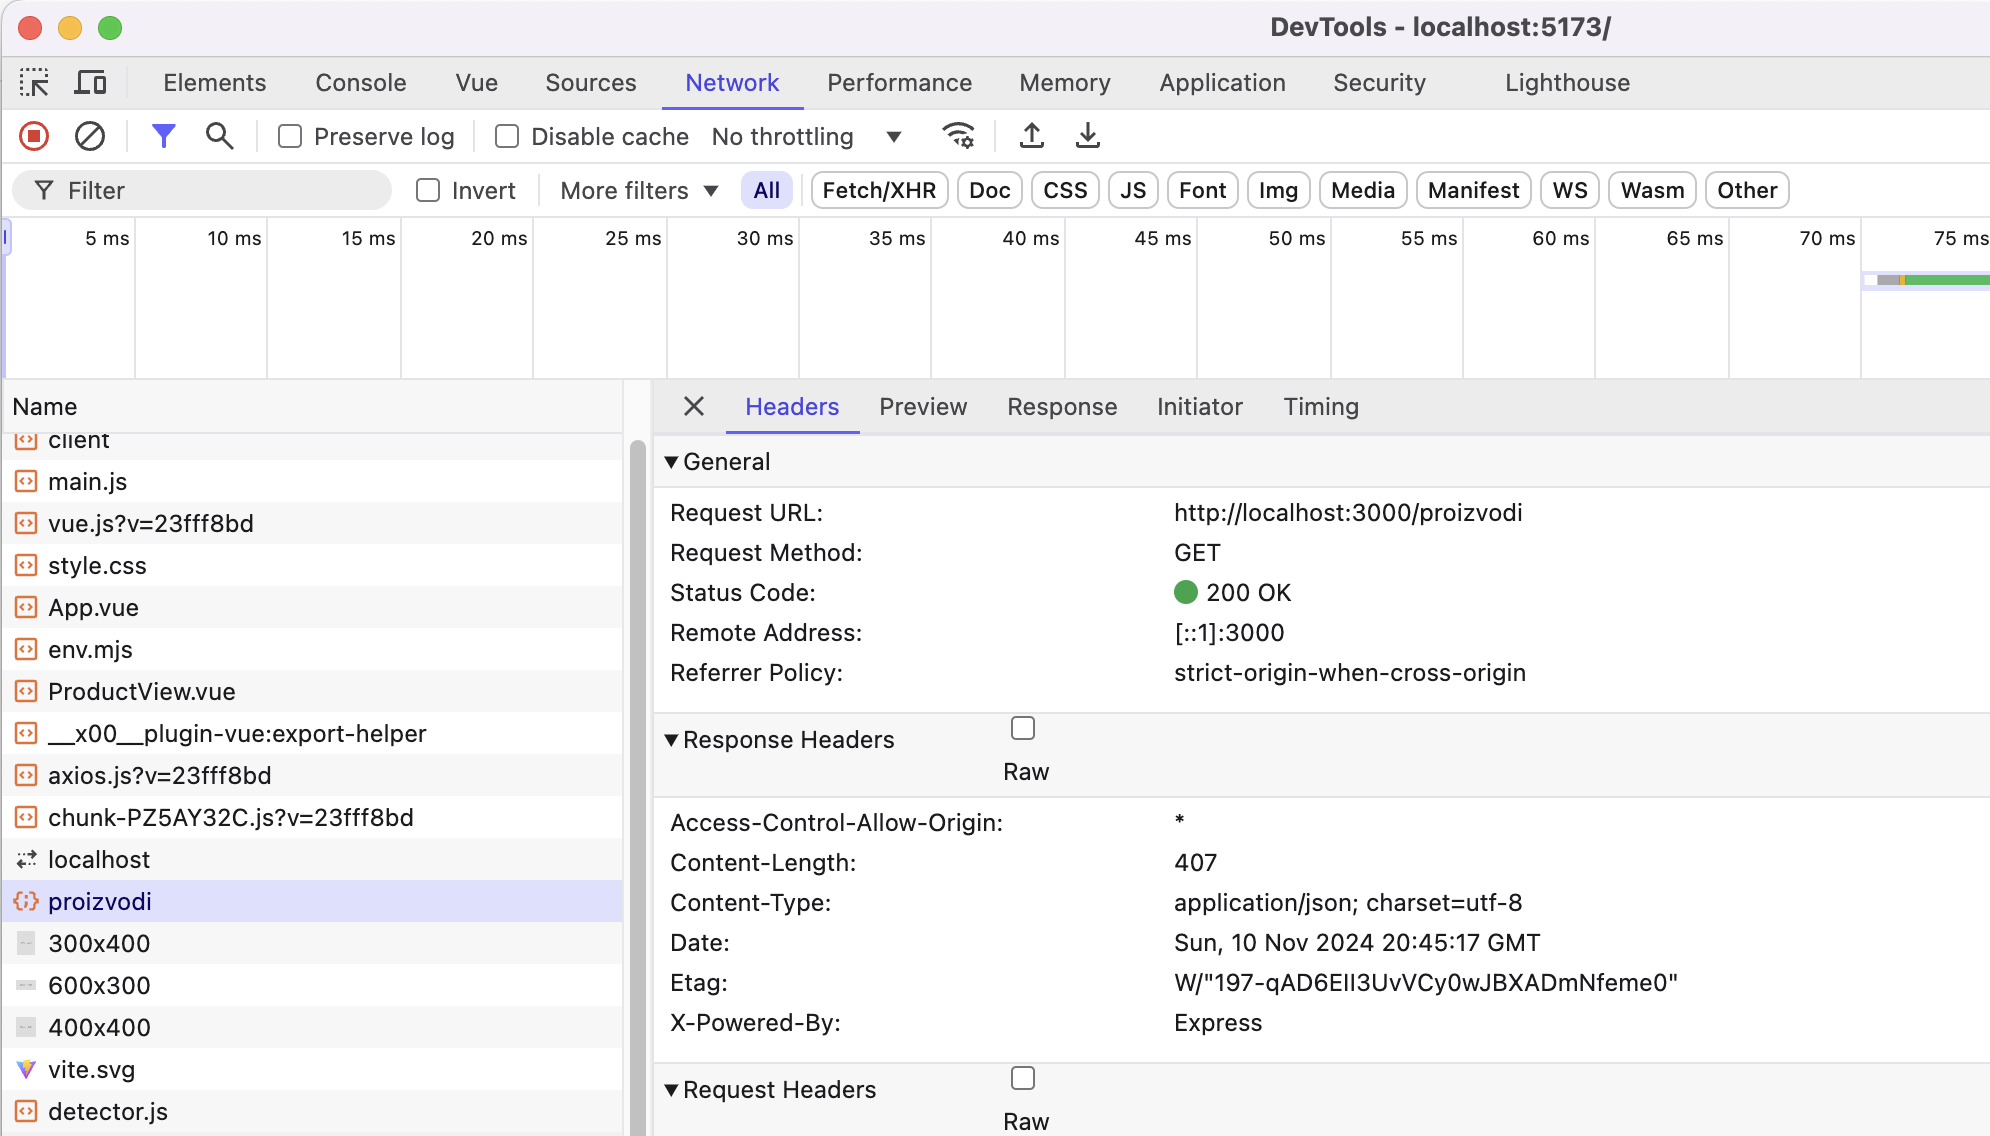 DevTools - localhost:5173/
Elements Console Vue Sources Network Performance Memory Application Security Lighthouse
Preserve log Disable cache No throttling
Filter Invert More filters All Fetch/XHR Doc CSS JS Font Img Media Manifest WS Wasm Other
5 ms 10 ms 15 ms 20 ms 25 ms 30 ms 35 ms 40 ms 45 ms 50 ms 55 ms 60 ms 65 ms 70 ms 75 ms
Name
client
main.js
vue.js?v=23fff8bd
style.css
App.vue
env.mjs
ProductView.vue
__x00__plugin-vue:export-helper
axios.js?v=23fff8bd
chunk-PZ5AY32C.js?v=23fff8bd
localhost
proizvodi
300x400
600x300
400x400
vite.svg
detector.js
Headers Preview Response Initiator Timing
General
Request URL: http://localhost:3000/proizvodi
Request Method: GET
Status Code: 200 OK
Remote Address: [::1]:3000
Referrer Policy: strict-origin-when-cross-origin
Response Headers
Raw
Access-Control-Allow-Origin: *
Content-Length: 407
Content-Type: application/json; charset=utf-8
Date: Sun, 10 Nov 2024 20:45:17 GMT
Etag: W/"197-qAD6EII3UvVCy0wJBXADmNfeme0"
X-Powered-By: Express
Request Headers
Raw